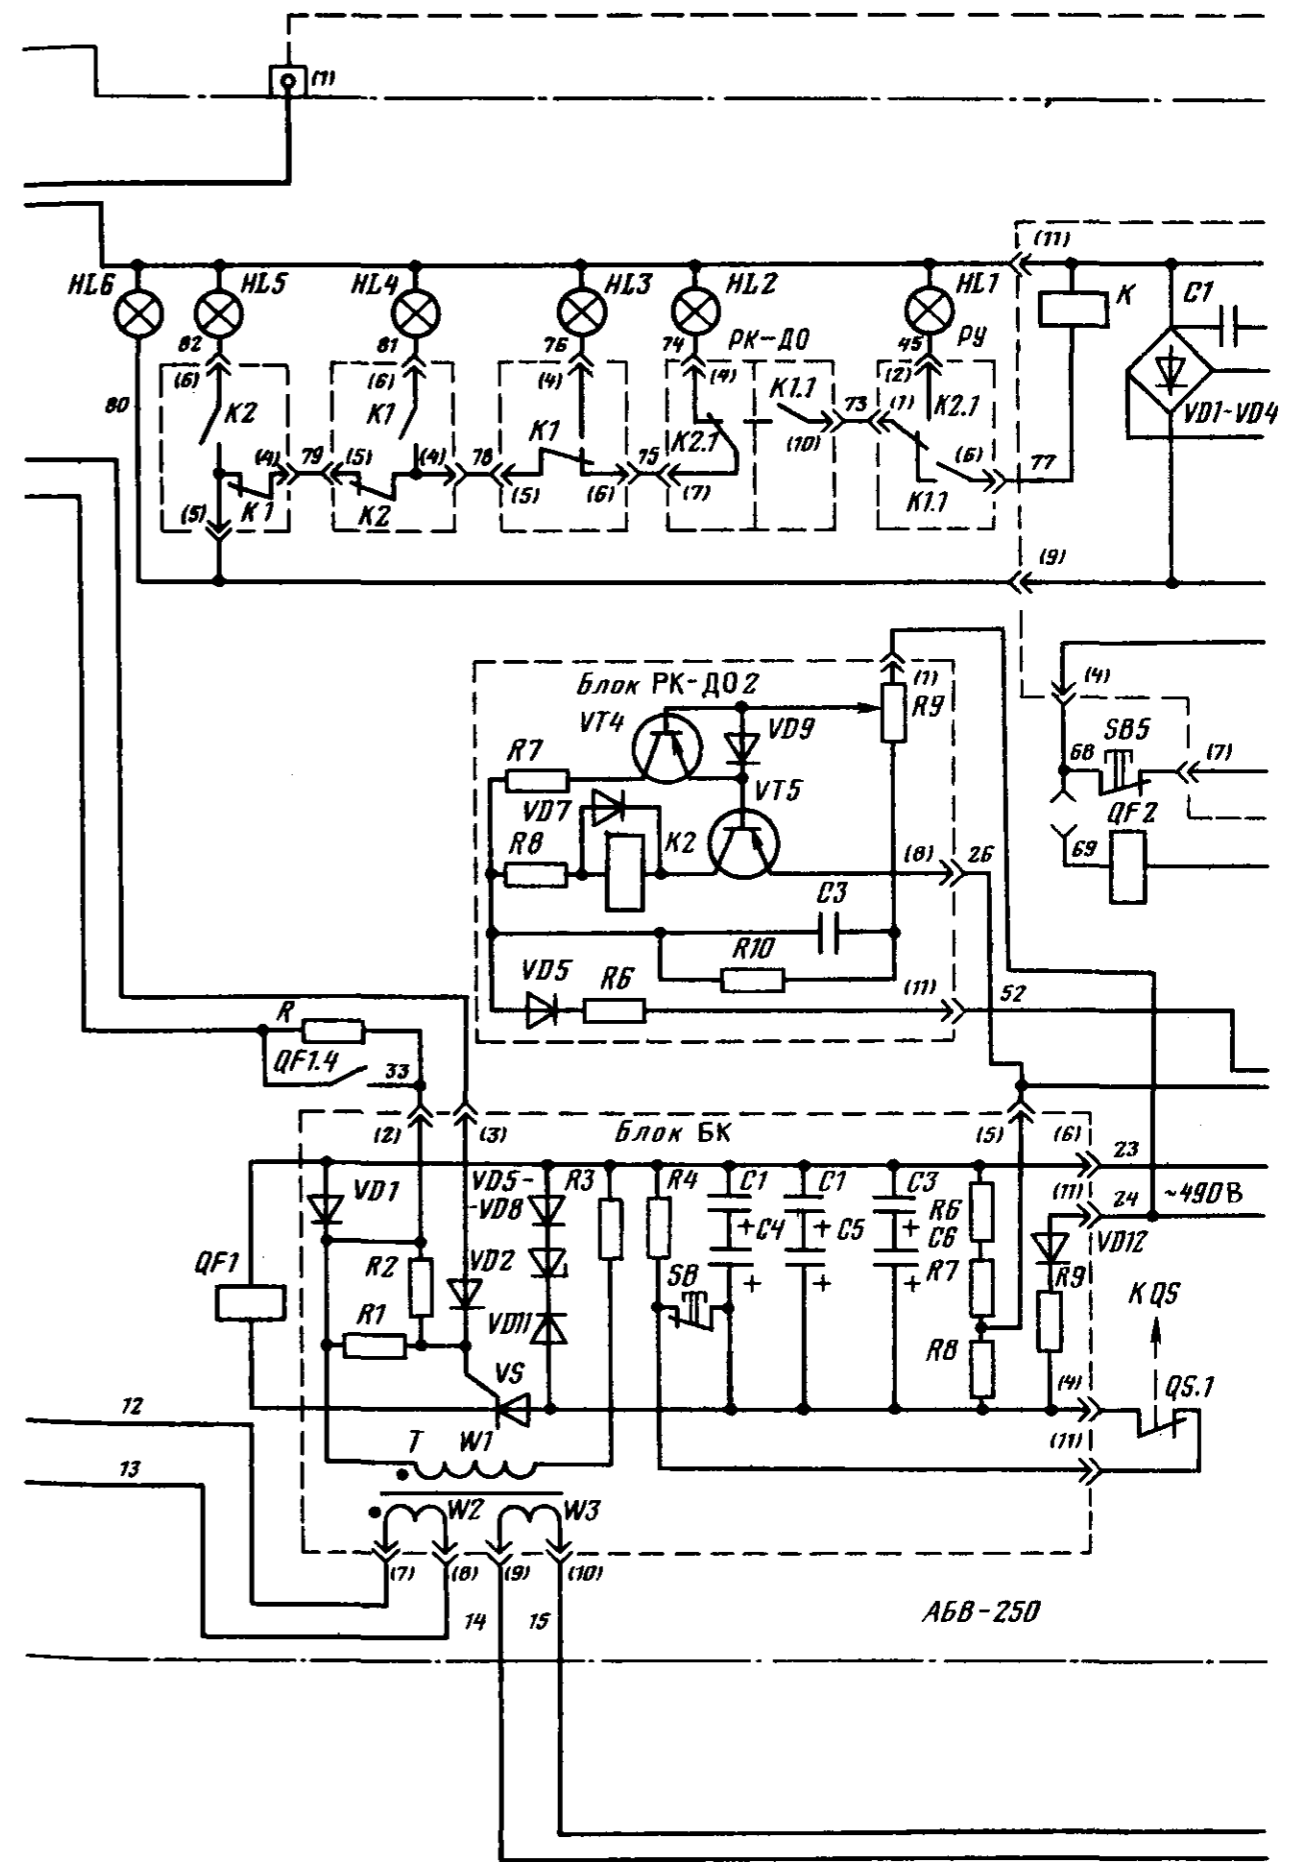 (1)
(11)
HL6
HL5
HL4
HL3
HL2
HL1
K
C1
82
81
76
74
РК-ДО
45
РУ
(6)
(6)
(4)
(4)
K1.1
(2)
80
K2
K1
K1
K2.1
73
(1)
K2.1
VD1-VD4
(4)
79
(5)
(4)
78
(5)
(6)
75
(7)
(10)
(6)
77
(5)
K1
K2
K1.1
(9)
Блок РК-ДО2
(1)
(4)
VT4
VD9
R9
68
SB5
(7)
R7
VT5
VD7
QF2
R8
K2
(8)
26
69
C3
R10
VD5
R6
(11)
52
R
QF1.4
33
(2)
(3)
Блок БК
(5)
(6)
23
VD1
VD5-
-VD8
R3
R4
C1
C1
C3
R6
(11)
24
~490В
+
C4
+
C5
+
C6
VD12
QF1
R2
VD2
SB
+
+
+
R7
R9
К QS
R1
VD11
R8
VS
(4)
QS.1
12
T
W1
(11)
13
W2
W3
(7)
(8)
(9)
(10)
14
15
АБВ-250